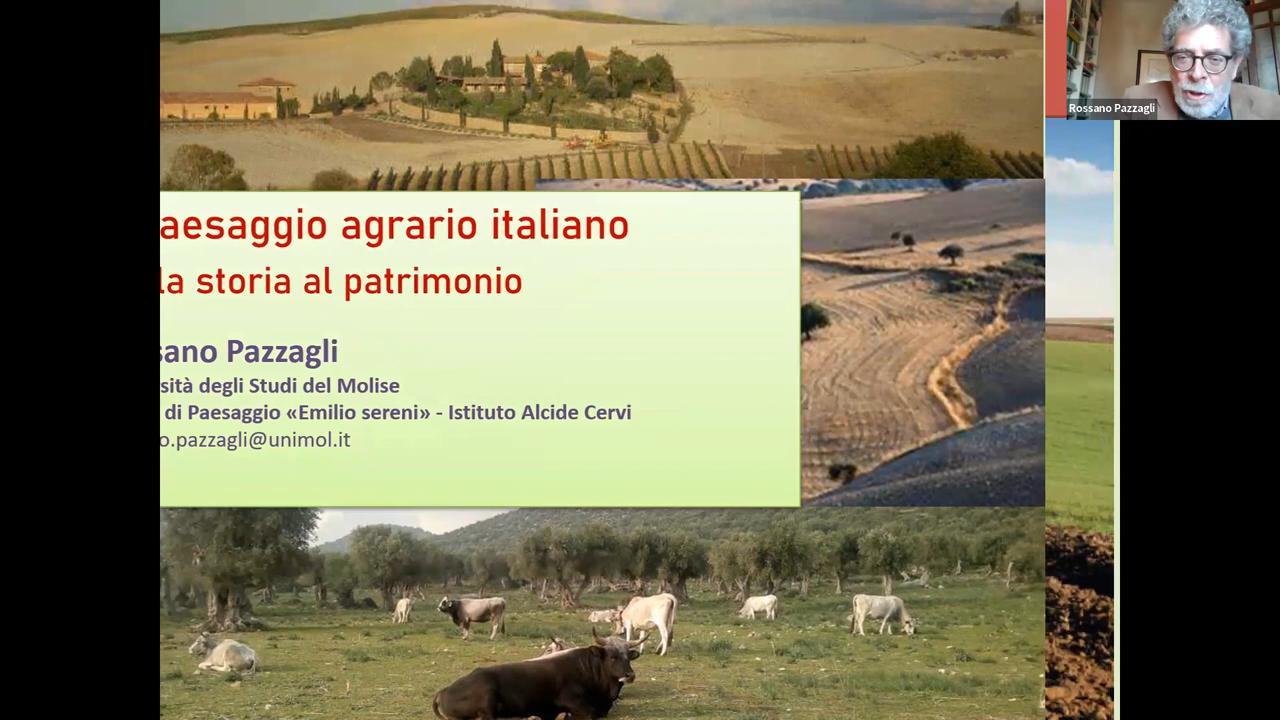 aesaggio agrario italiano
la storia al patrimonio
sano Pazzagli
sità degli Studi del Molise
di Paesaggio «Emilio sereni» - Istituto Alcide Cervi
o.pazzagli@unimol.it
Rossano Pazzagli